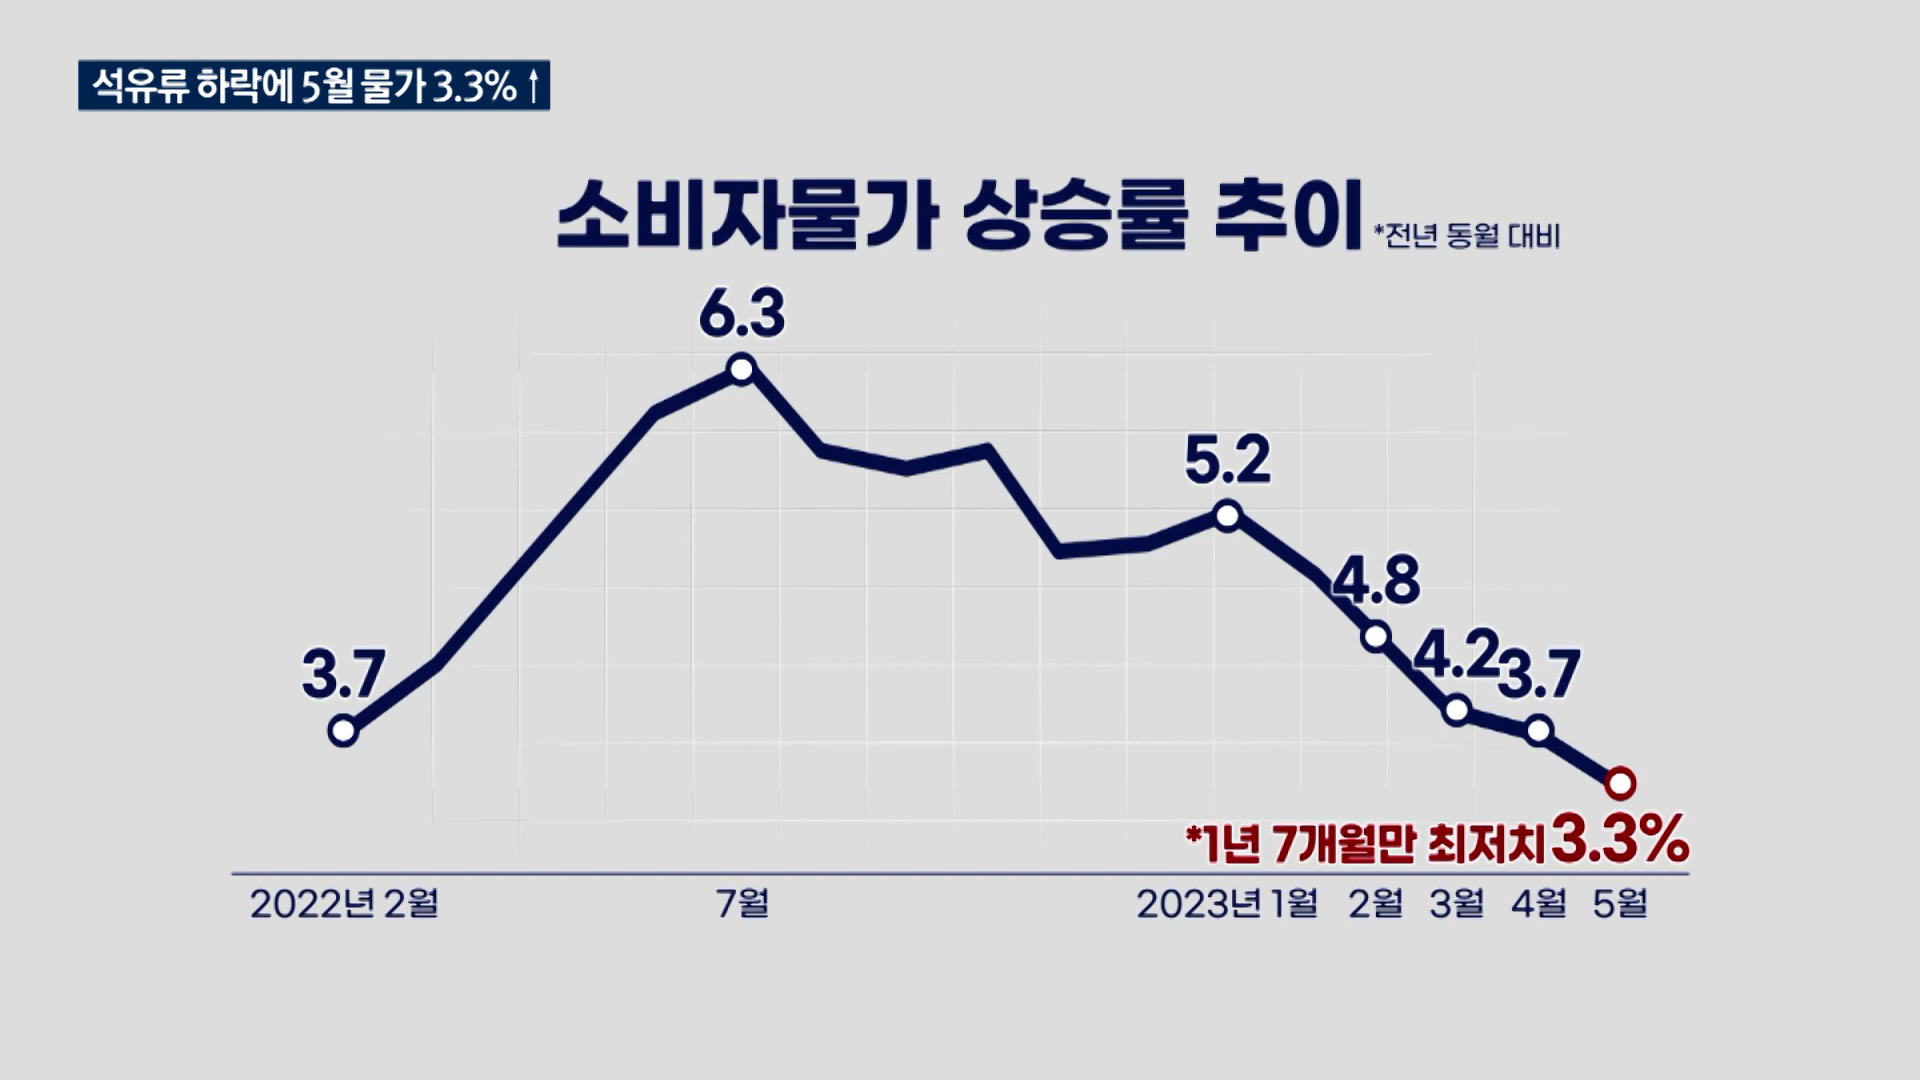 석유류 하락에 5월 물가 3.3%↑
소비자물가 상승률 추이 *전년 동월 대비
6.3
5.2
4.8
4.2
3.7
3.7
*1년 7개월만 최저치 3.3%
2022년 2월 7월 2023년 1월 2월 3월 4월 5월